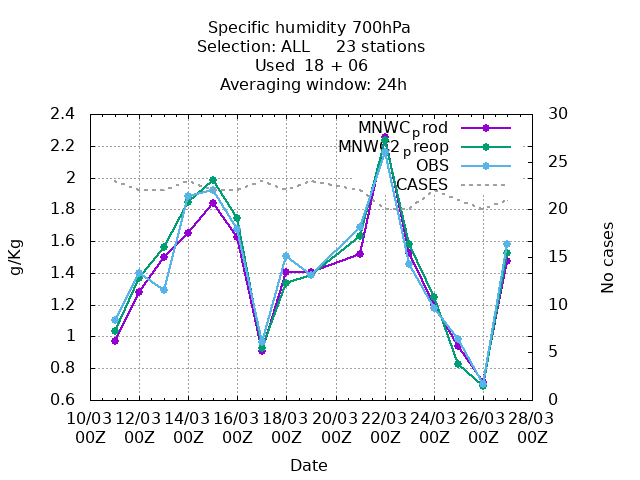 Specific humidity 700hPa
Selection: ALL 23 stations
Used 18 + 06
Averaging window: 24h
2.4
2.2
2
1.8
1.6
1.4
1.2
1
0.8
0.6
30
25
20
15
10
5
0
MNWCprod
MNWC2preop
OBS
CASES
g/Kg
No cases
10/03 12/03 14/03 16/03 18/03 20/03 22/03 24/03 26/03 28/03
00Z 00Z 00Z 00Z 00Z 00Z 00Z 00Z 00Z 00Z
Date